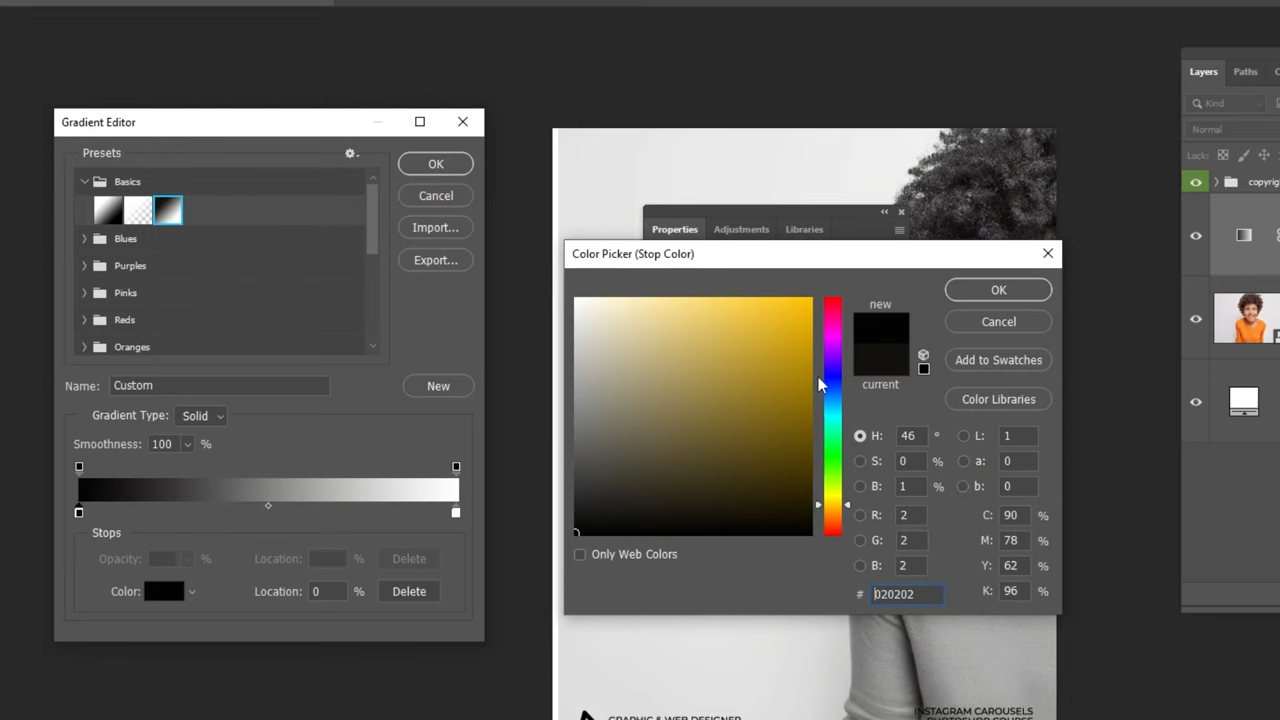 Gradient Editor
Presets
Basics
Blues
Purples
Pinks
Reds
Oranges
OK
Cancel
Import...
Export...
Name: Custom
New
Gradient Type: Solid
Smoothness: 100 %
Stops
Opacity: % Location: % Delete
Color: Location: 0 % Delete
Properties Adjustments Libraries
Color Picker (Stop Color)
new
current
OK
Cancel
Add to Swatches
Color Libraries
H: 46 ° L: 1
S: 0 % a: 0
B: 1 % b: 0
R: 2 C: 90 %
G: 2 M: 78 %
B: 2 Y: 62 %
# 020202 K: 96 %
Only Web Colors
GRAPHIC & WEB DESIGNER
INSTAGRAM CAROUSELS
PHOTOSHOP COURSE
Layers Paths C
Kind
Normal
Lock:
copyrig